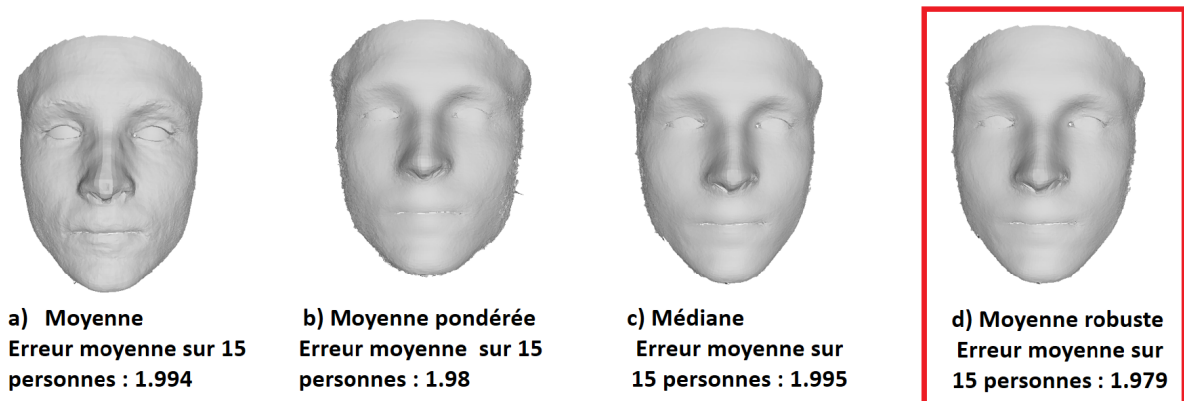 a) Moyenne
Erreur moyenne sur 15
personnes : 1.994
b) Moyenne pondérée
Erreur moyenne sur 15
personnes : 1.98
c) Médiane
Erreur moyenne sur
15 personnes : 1.995
d) Moyenne robuste
Erreur moyenne sur
15 personnes : 1.979